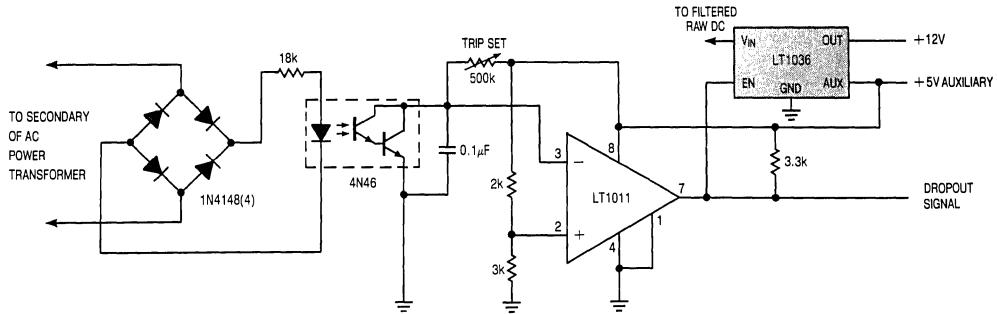 TO FILTERED
RAW DC
VIN
OUT
+12V
LT1036
EN
GND
AUX
+5V AUXILIARY
TRIP SET
500k
18k
TO SECONDARY
OF AC
POWER
TRANSFORMER
1N4148(4)
4N46
0.1µF
2k
3k
3
−
8
LT1011
7
1
2
+
4
3.3k
DROPOUT
SIGNAL